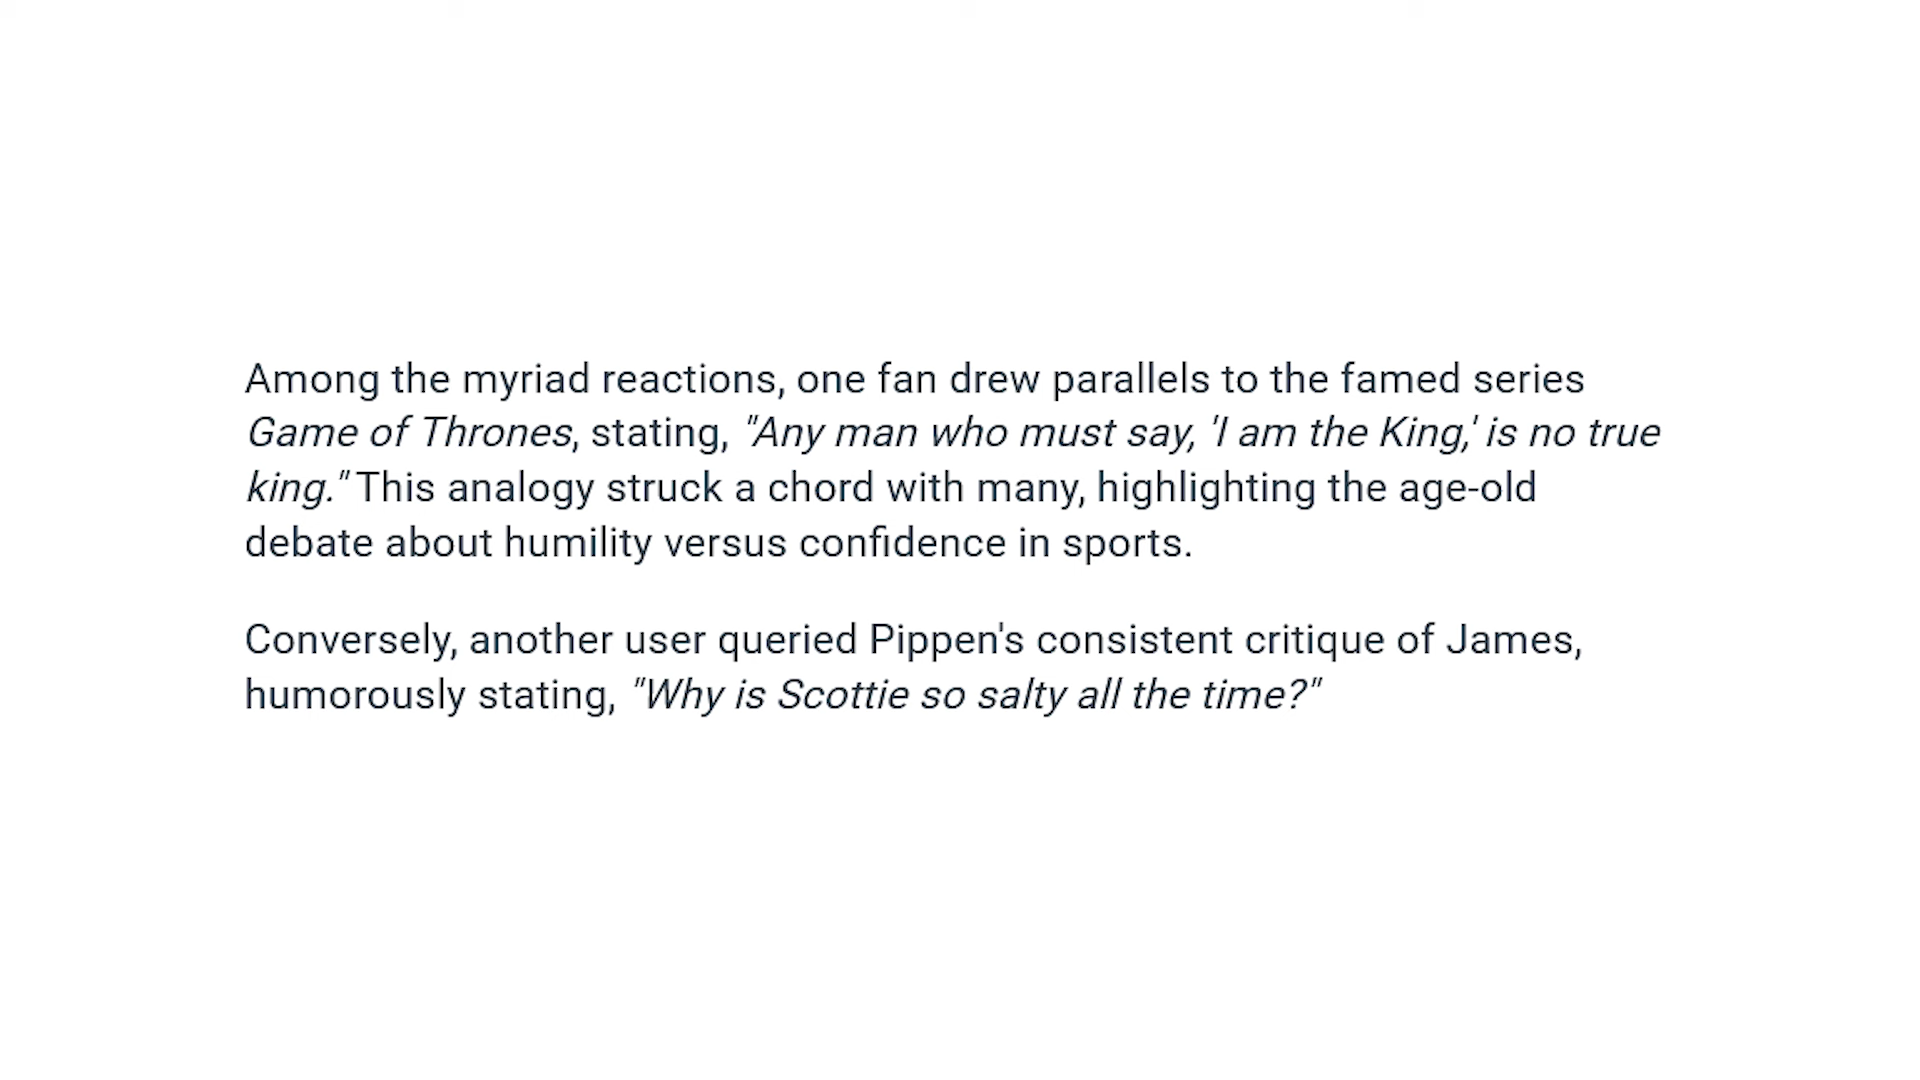 Among the myriad reactions, one fan drew parallels to the famed series
Game of Thrones, stating, "Any man who must say, 'I am the King,' is no true
king." This analogy struck a chord with many, highlighting the age-old
debate about humility versus confidence in sports.
Conversely, another user queried Pippen's consistent critique of James,
humorously stating, "Why is Scottie so salty all the time?"